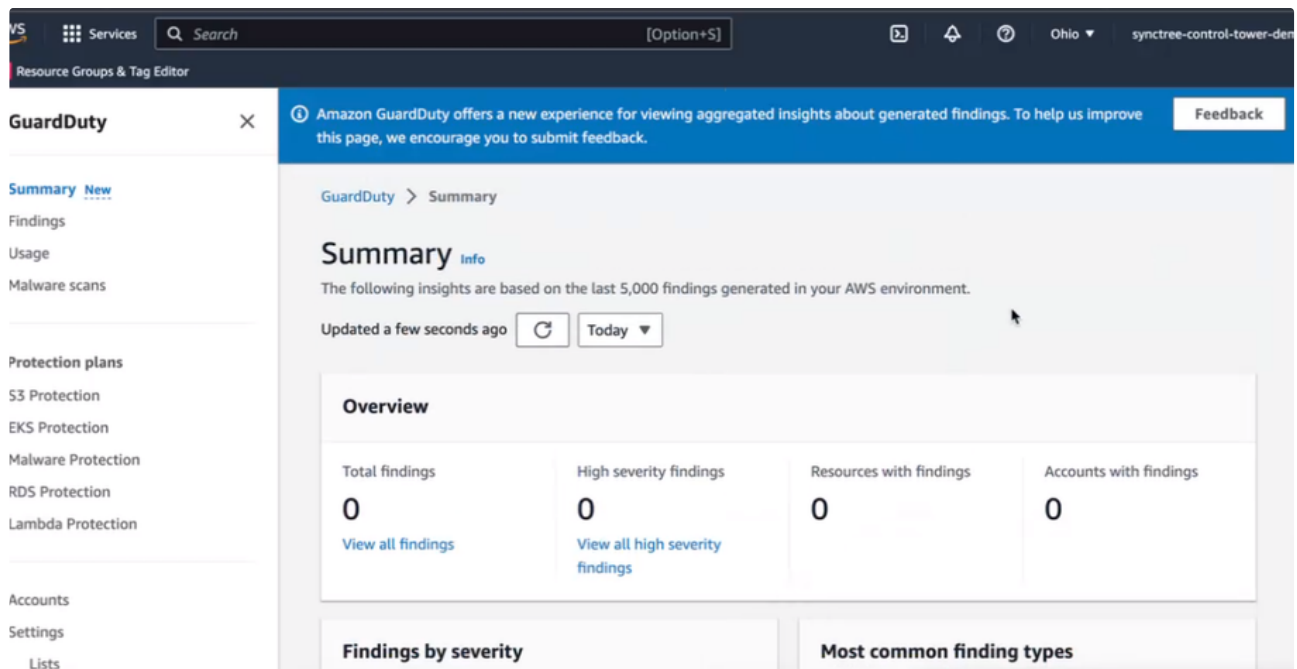 Services
Search
[Option+S]
Ohio
synctree-control-tower-den
Resource Groups & Tag Editor
GuardDuty
Amazon GuardDuty offers a new experience for viewing aggregated insights about generated findings. To help us improve
this page, we encourage you to submit feedback.
Feedback
Summary New
Findings
Usage
Malware scans
Protection plans
S3 Protection
EKS Protection
Malware Protection
RDS Protection
Lambda Protection
Accounts
Settings
Lists
GuardDuty > Summary
Summary Info
The following insights are based on the last 5,000 findings generated in your AWS environment.
Updated a few seconds ago
Today
Overview
Total findings
0
View all findings
High severity findings
0
View all high severity
findings
Resources with findings
0
Accounts with findings
0
Findings by severity
Most common finding types